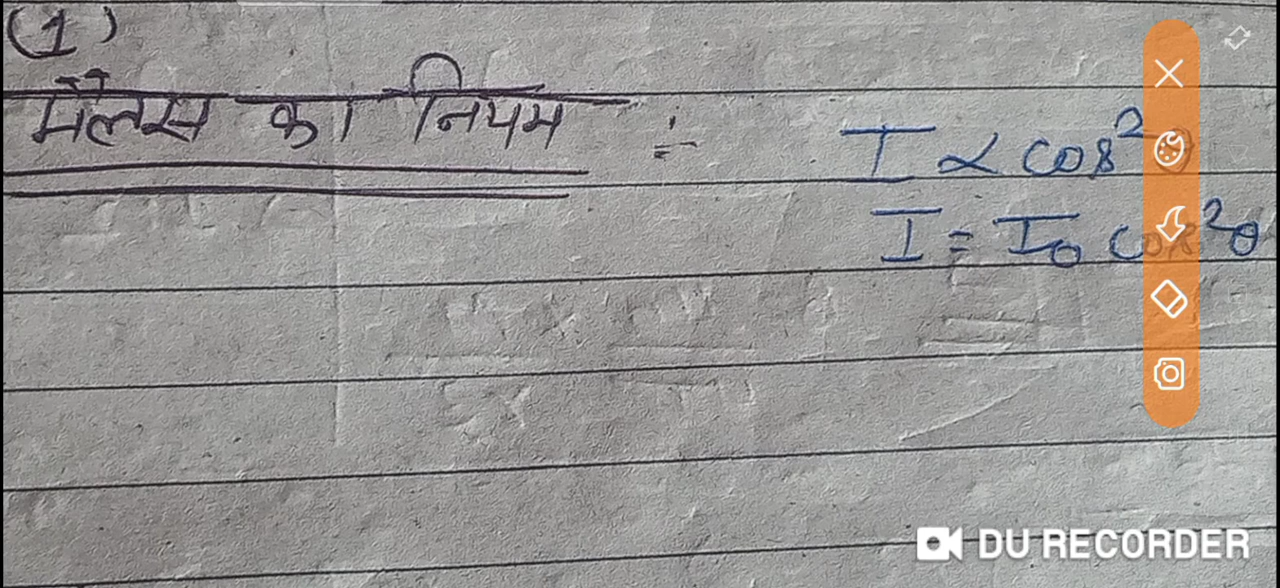 (1)
मैलस का नियम :- I ∝ cos²θ
I = I₀ cos²θ
DU RECORDER